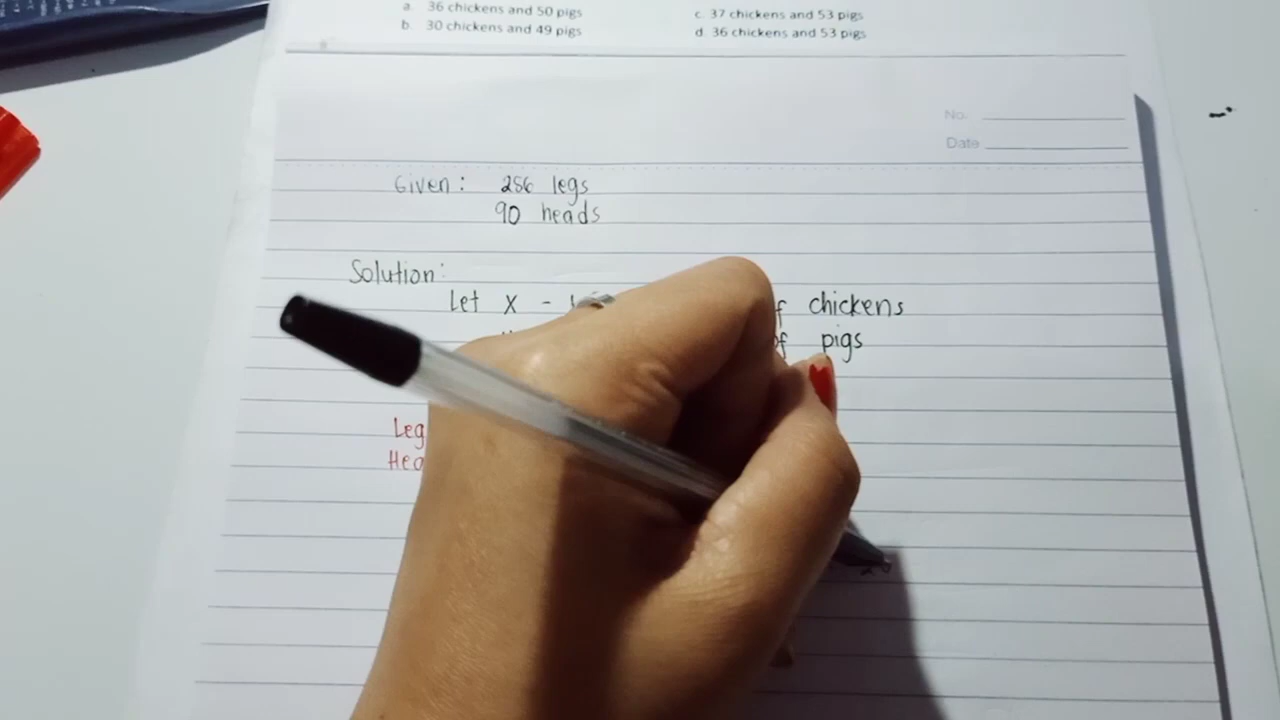 a. 36 chickens and 50 pigs
c. 37 chickens and 53 pigs
b. 30 chickens and 49 pigs
d. 36 chickens and 53 pigs
No.
Date
Given: 256 legs
90 heads
Solution:
Let x - chickens
pigs
Leg
Hea